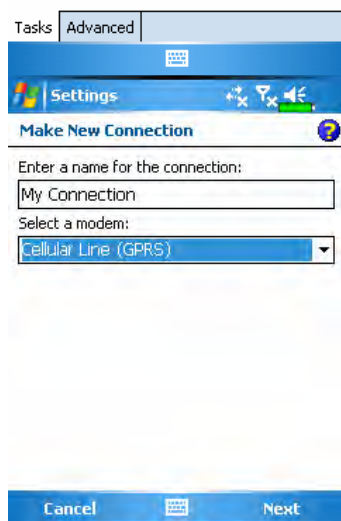 Tasks Advanced
Settings
Make New Connection
Enter a name for the connection:
My Connection
Select a modem:
Cellular Line (GPRS)
Cancel Next